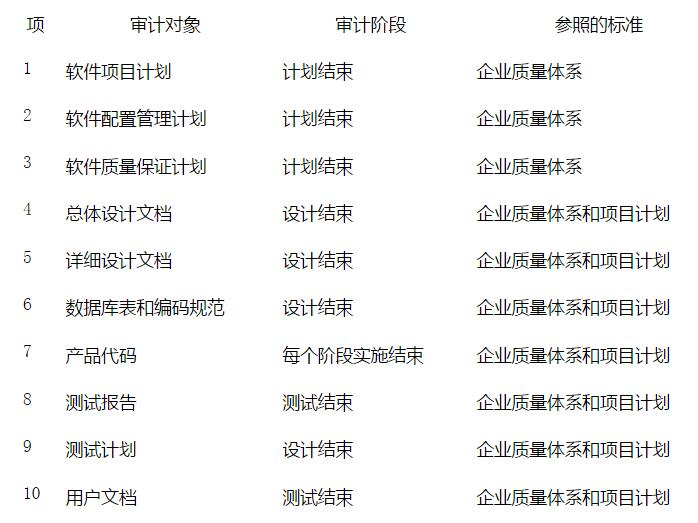 项 审计对象 审计阶段 参照的标准
1 软件项目计划 计划结束 企业质量体系
2 软件配置管理计划 计划结束 企业质量体系
3 软件质量保证计划 计划结束 企业质量体系
4 总体设计文档 设计结束 企业质量体系和项目计划
5 详细设计文档 设计结束 企业质量体系和项目计划
6 数据库表和编码规范 设计结束 企业质量体系和项目计划
7 产品代码 每个阶段实施结束 企业质量体系和项目计划
8 测试报告 测试结束 企业质量体系和项目计划
9 测试计划 设计结束 企业质量体系和项目计划
10 用户文档 测试结束 企业质量体系和项目计划